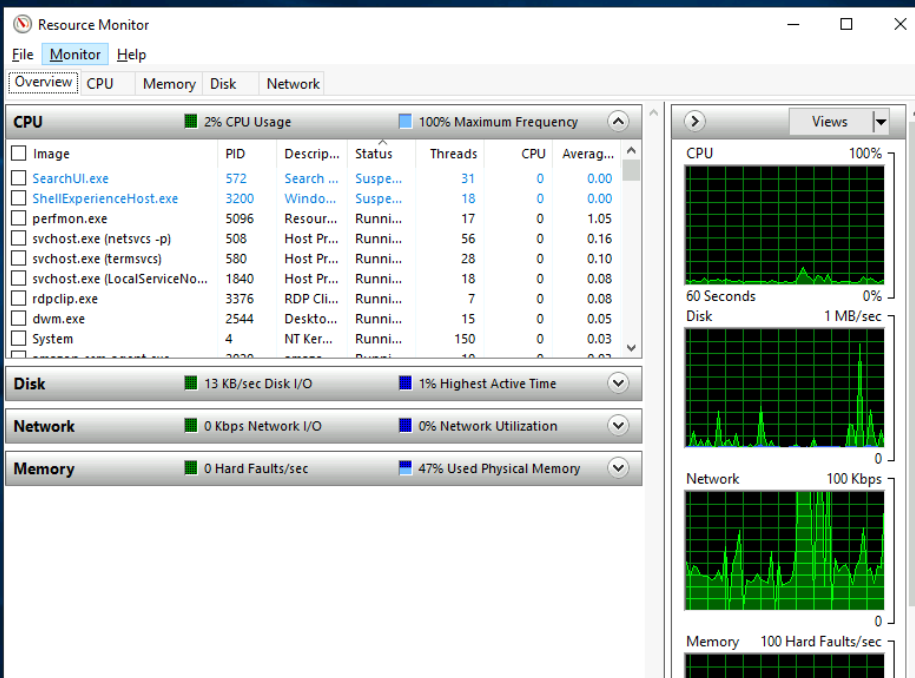 Resource Monitor
File Monitor Help
Overview CPU Memory Disk Network
CPU 2% CPU Usage 100% Maximum Frequency
Image PID Descrip... Status Threads CPU Averag...
SearchUI.exe 572 Search ... Suspe... 31 0 0.00
ShellExperienceHost.exe 3200 Windo... Suspe... 18 0 0.00
perfmon.exe 5096 Resour... Runni... 17 0 1.05
svchost.exe (netsvcs -p) 508 Host Pr... Runni... 56 0 0.16
svchost.exe (termsvcs) 580 Host Pr... Runni... 28 0 0.10
svchost.exe (LocalServiceNo... 1840 Host Pr... Runni... 18 0 0.08
rdpclip.exe 3376 RDP Cli... Runni... 7 0 0.08
dwm.exe 2544 Deskto... Runni... 15 0 0.05
System 4 NT Ker... Runni... 150 0 0.03
Disk 13 KB/sec Disk I/O 1% Highest Active Time
Network 0 Kbps Network I/O 0% Network Utilization
Memory 0 Hard Faults/sec 47% Used Physical Memory
Views
CPU 100%
60 Seconds 0%
Disk 1 MB/sec
0
Network 100 Kbps
0
Memory 100 Hard Faults/sec